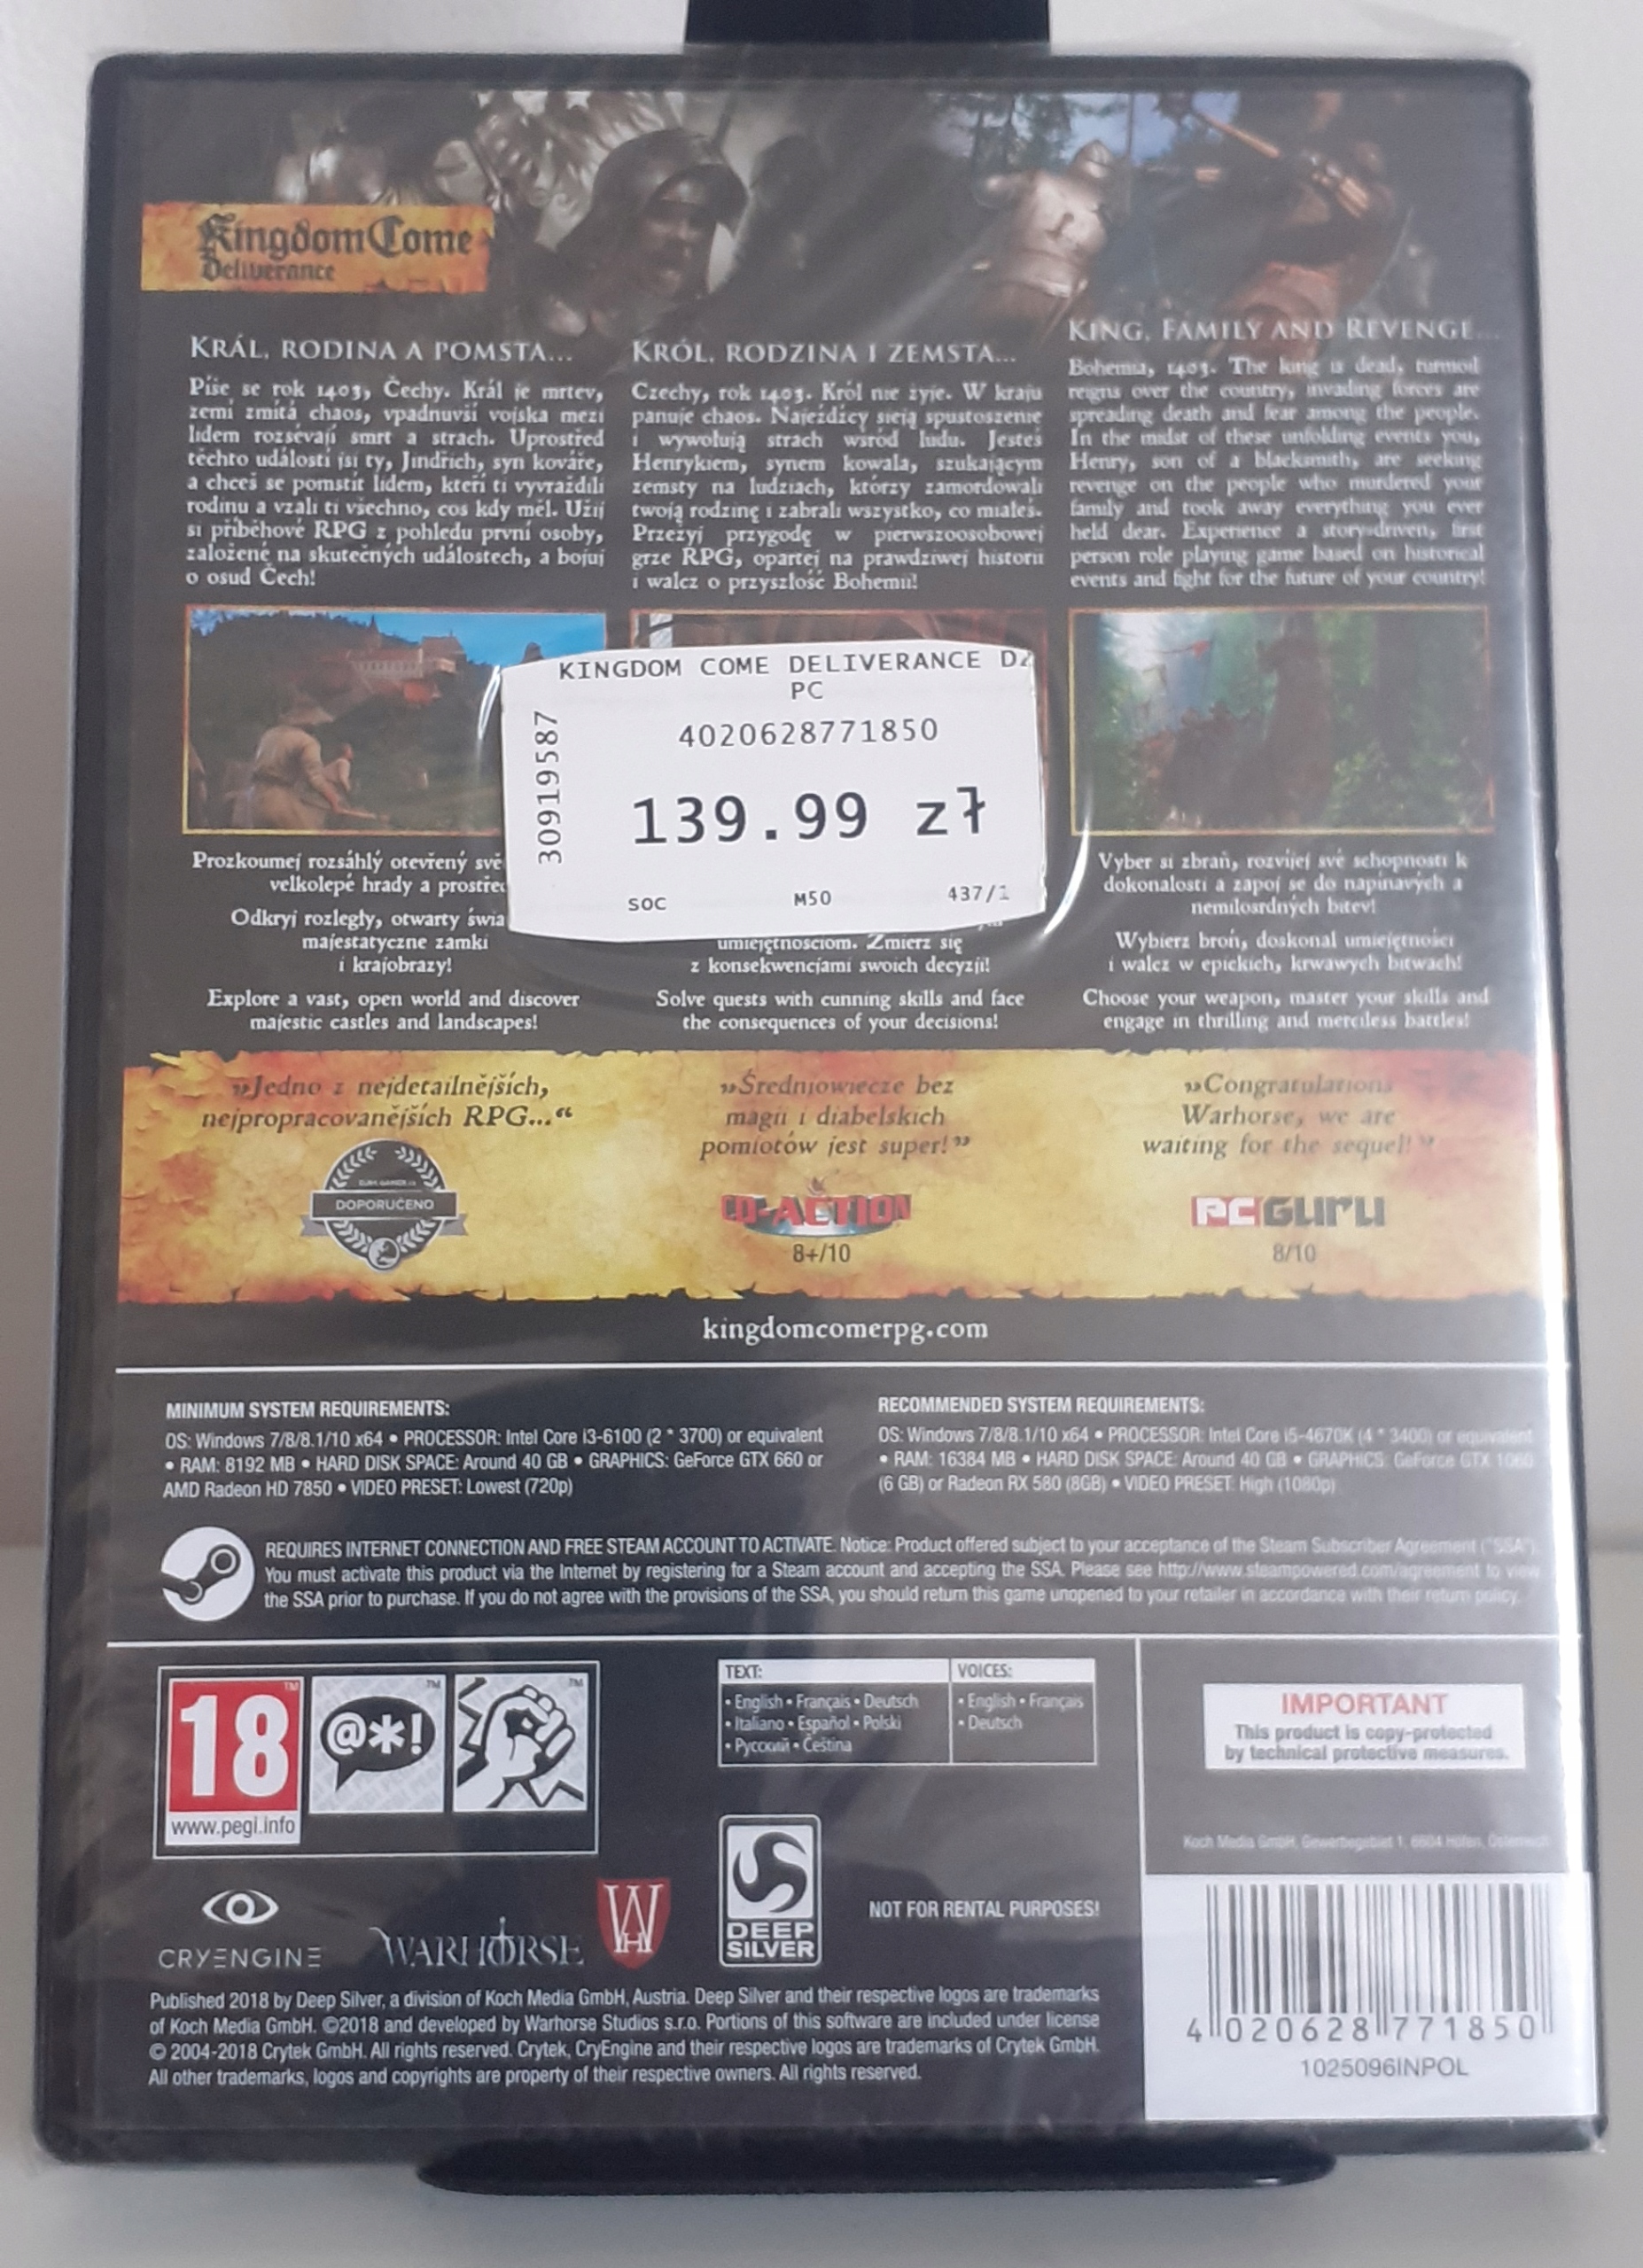 Kingdom Come
Deliverance
KRÁL, RODINA A POMSTA...
Píše se rok 1403, Čechy. Král je mrtev,
zemí zmítá chaos, vpadnuvší vojska mezi
lidem rozsévají smrt a strach. Uprostřed
těchto událostí jsi ty, Jindřich, syn kováře,
a chceš se pomstít lidem, kteří ti vyvraždili
rodinu a vzali ti všechno, cos kdy měl. Užij
si příběhové RPG z pohledu první osoby,
založené na skutečných událostech, a bojuj
o osud Čech!
KRÓL, RODZINA I ZEMSTA...
Czechy, rok 1403. Król nie żyje. W kraju
panuje chaos. Najeźdźcy sieją spustoszenie
i wywołują strach wśród ludu. Jesteś
Henrykiem, synem kowala, szukającym
zemsty na ludziach, którzy zamordowali
twoją rodzinę i zabrali wszystko, co miałeś.
Przeżyj przygodę w pierwszoosobowej
grze RPG, opartej na prawdziwej historii
i walcz o przyszłość Bohemii!
KING, FAMILY AND REVENGE...
Bohemia, 1403. The king is dead, turmoil
reigns over the country, invading forces are
spreading death and fear among the people.
In the midst of these unfolding events you,
Henry, son of a blacksmith, are seeking
revenge on the people who murdered your
family and took away everything you ever
held dear. Experience a story-driven, first
person role playing game based on historical
events and fight for the future of your country!
KINGDOM COME DELIVERANCE DZ
PC
4020628771850
30919587
139.99 zł
SOC M50 437/1
Prozkoumej rozsáhlý otevřený svě
velkolepé hrady a prostřed
Odkryj rozległy, otwarty świa
majestatyczne zamki
i krajobrazy!
Explore a vast, open world and discover
majestic castles and landscapes!
umiejętnościom. Zmierz się
z konsekwencjami swoich decyzji!
Solve quests with cunning skills and face
the consequences of your decisions!
Vyber si zbraň, rozvíjej své schopnosti k
dokonalosti a zapoj se do napínavých a
nemilosrdných bitev!
Wybierz broń, doskonal umiejętności
i walcz w epickich, krwawych bitwach!
Choose your weapon, master your skills and
engage in thrilling and merciless battles!
»Jedno z nejdetailnějších,
nejpropracovanějších RPG...“
DOPORUČENO
»Średniowiecze bez
magii i diabelskich
pomiotów jest super!”
CD-ACTION
8+/10
»Congratulations
Warhorse, we are
waiting for the sequel!”
PC GURU
8/10
kingdomcomerpg.com
MINIMUM SYSTEM REQUIREMENTS:
OS: Windows 7/8/8.1/10 x64 • PROCESSOR: Intel Core i3-6100 (2 * 3700) or equivalent
• RAM: 8192 MB • HARD DISK SPACE: Around 40 GB • GRAPHICS: GeForce GTX 660 or
AMD Radeon HD 7850 • VIDEO PRESET: Lowest (720p)
RECOMMENDED SYSTEM REQUIREMENTS:
OS: Windows 7/8/8.1/10 x64 • PROCESSOR: Intel Core i5-4670K (4 * 3400) or equivalent
• RAM: 16384 MB • HARD DISK SPACE: Around 40 GB • GRAPHICS: GeForce GTX 1060
(6 GB) or Radeon RX 580 (8GB) • VIDEO PRESET: High (1080p)
REQUIRES INTERNET CONNECTION AND FREE STEAM ACCOUNT TO ACTIVATE. Notice: Product offered subject to your acceptance of the Steam Subscriber Agreement ("SSA").
You must activate this product via the Internet by registering for a Steam account and accepting the SSA. Please see http://www.steampowered.com/agreement to view
the SSA prior to purchase. If you do not agree with the provisions of the SSA, you should return this game unopened to your retailer in accordance with their return policy.
18
www.pegi.info
@*!
TEXT:
• English • Français • Deutsch
• Italiano • Español • Polski
• Русский • Čeština
VOICES:
• English • Français
• Deutsch
IMPORTANT
This product is copy-protected
by technical protective measures.
Koch Media GmbH, Gewerbegebiet 1, 6604 Höfen, Österreich
CRYENGINE
WARHORSE
WH
DEEP
SILVER
NOT FOR RENTAL PURPOSES!
Published 2018 by Deep Silver, a division of Koch Media GmbH, Austria. Deep Silver and their respective logos are trademarks
of Koch Media GmbH. ©2018 and developed by Warhorse Studios s.r.o. Portions of this software are included under license
© 2004-2018 Crytek GmbH. All rights reserved. Crytek, CryEngine and their respective logos are trademarks of Crytek GmbH.
All other trademarks, logos and copyrights are property of their respective owners. All rights reserved.
4 020628 771850
1025096INPOL